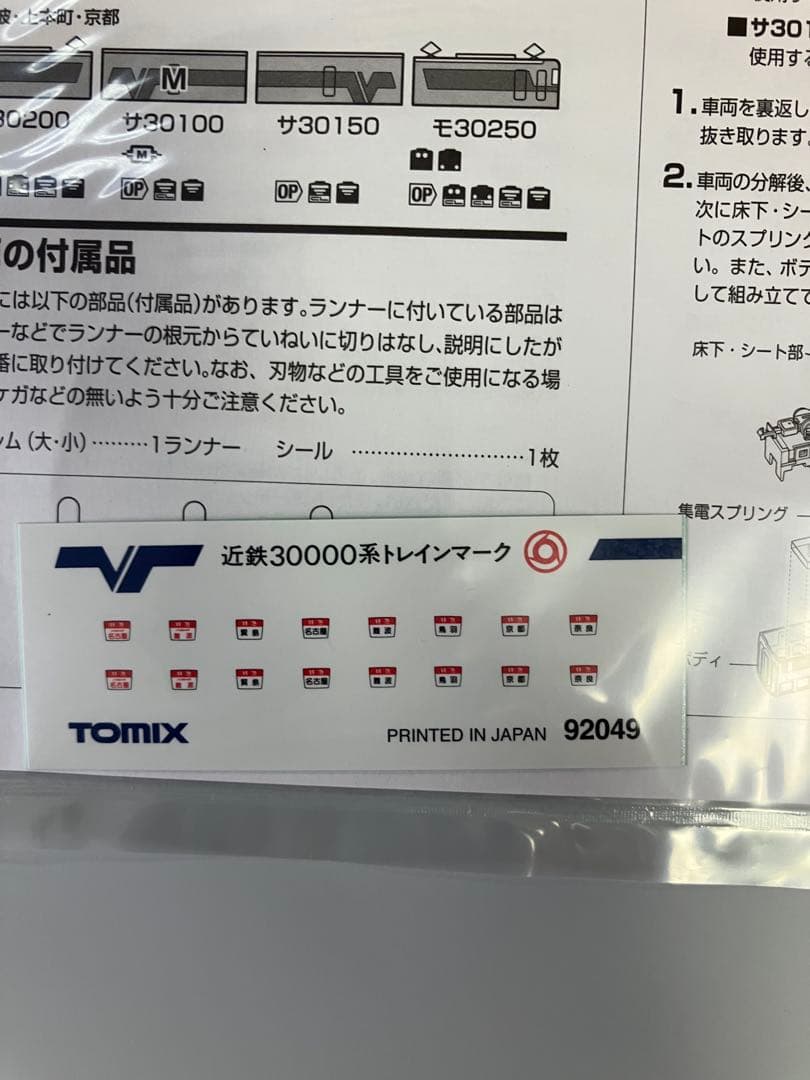 波・上本町・京都
M
30200
サ30100
サ30150
モ30250
M
OP
OP
OP
の付属品
には以下の部品(付属品)があります。ランナーに付いている部品は
ーなどでランナーの根元からていねいに切りはなし、説明にしたが
番に取り付けてください。なお、刃物などの工具をご使用になる場
ケガなどの無いよう十分ご注意ください。
ム(大・小)………1ランナー シール ……………………1枚
■サ301
使用する
1.車両を裏返し
抜き取ります。
2.車両の分解後、
次に床下・シー
トのスプリング
い。また、ボデ
して組み立てて
床下・シート部
集電スプリング
ボディ
近鉄30000系トレインマーク
名古屋 難波 賢島 名古屋 難波 鳥羽 京都 奈良
名古屋 難波 賢島 名古屋 難波 鳥羽 京都 奈良
TOMIX
PRINTED IN JAPAN 92049